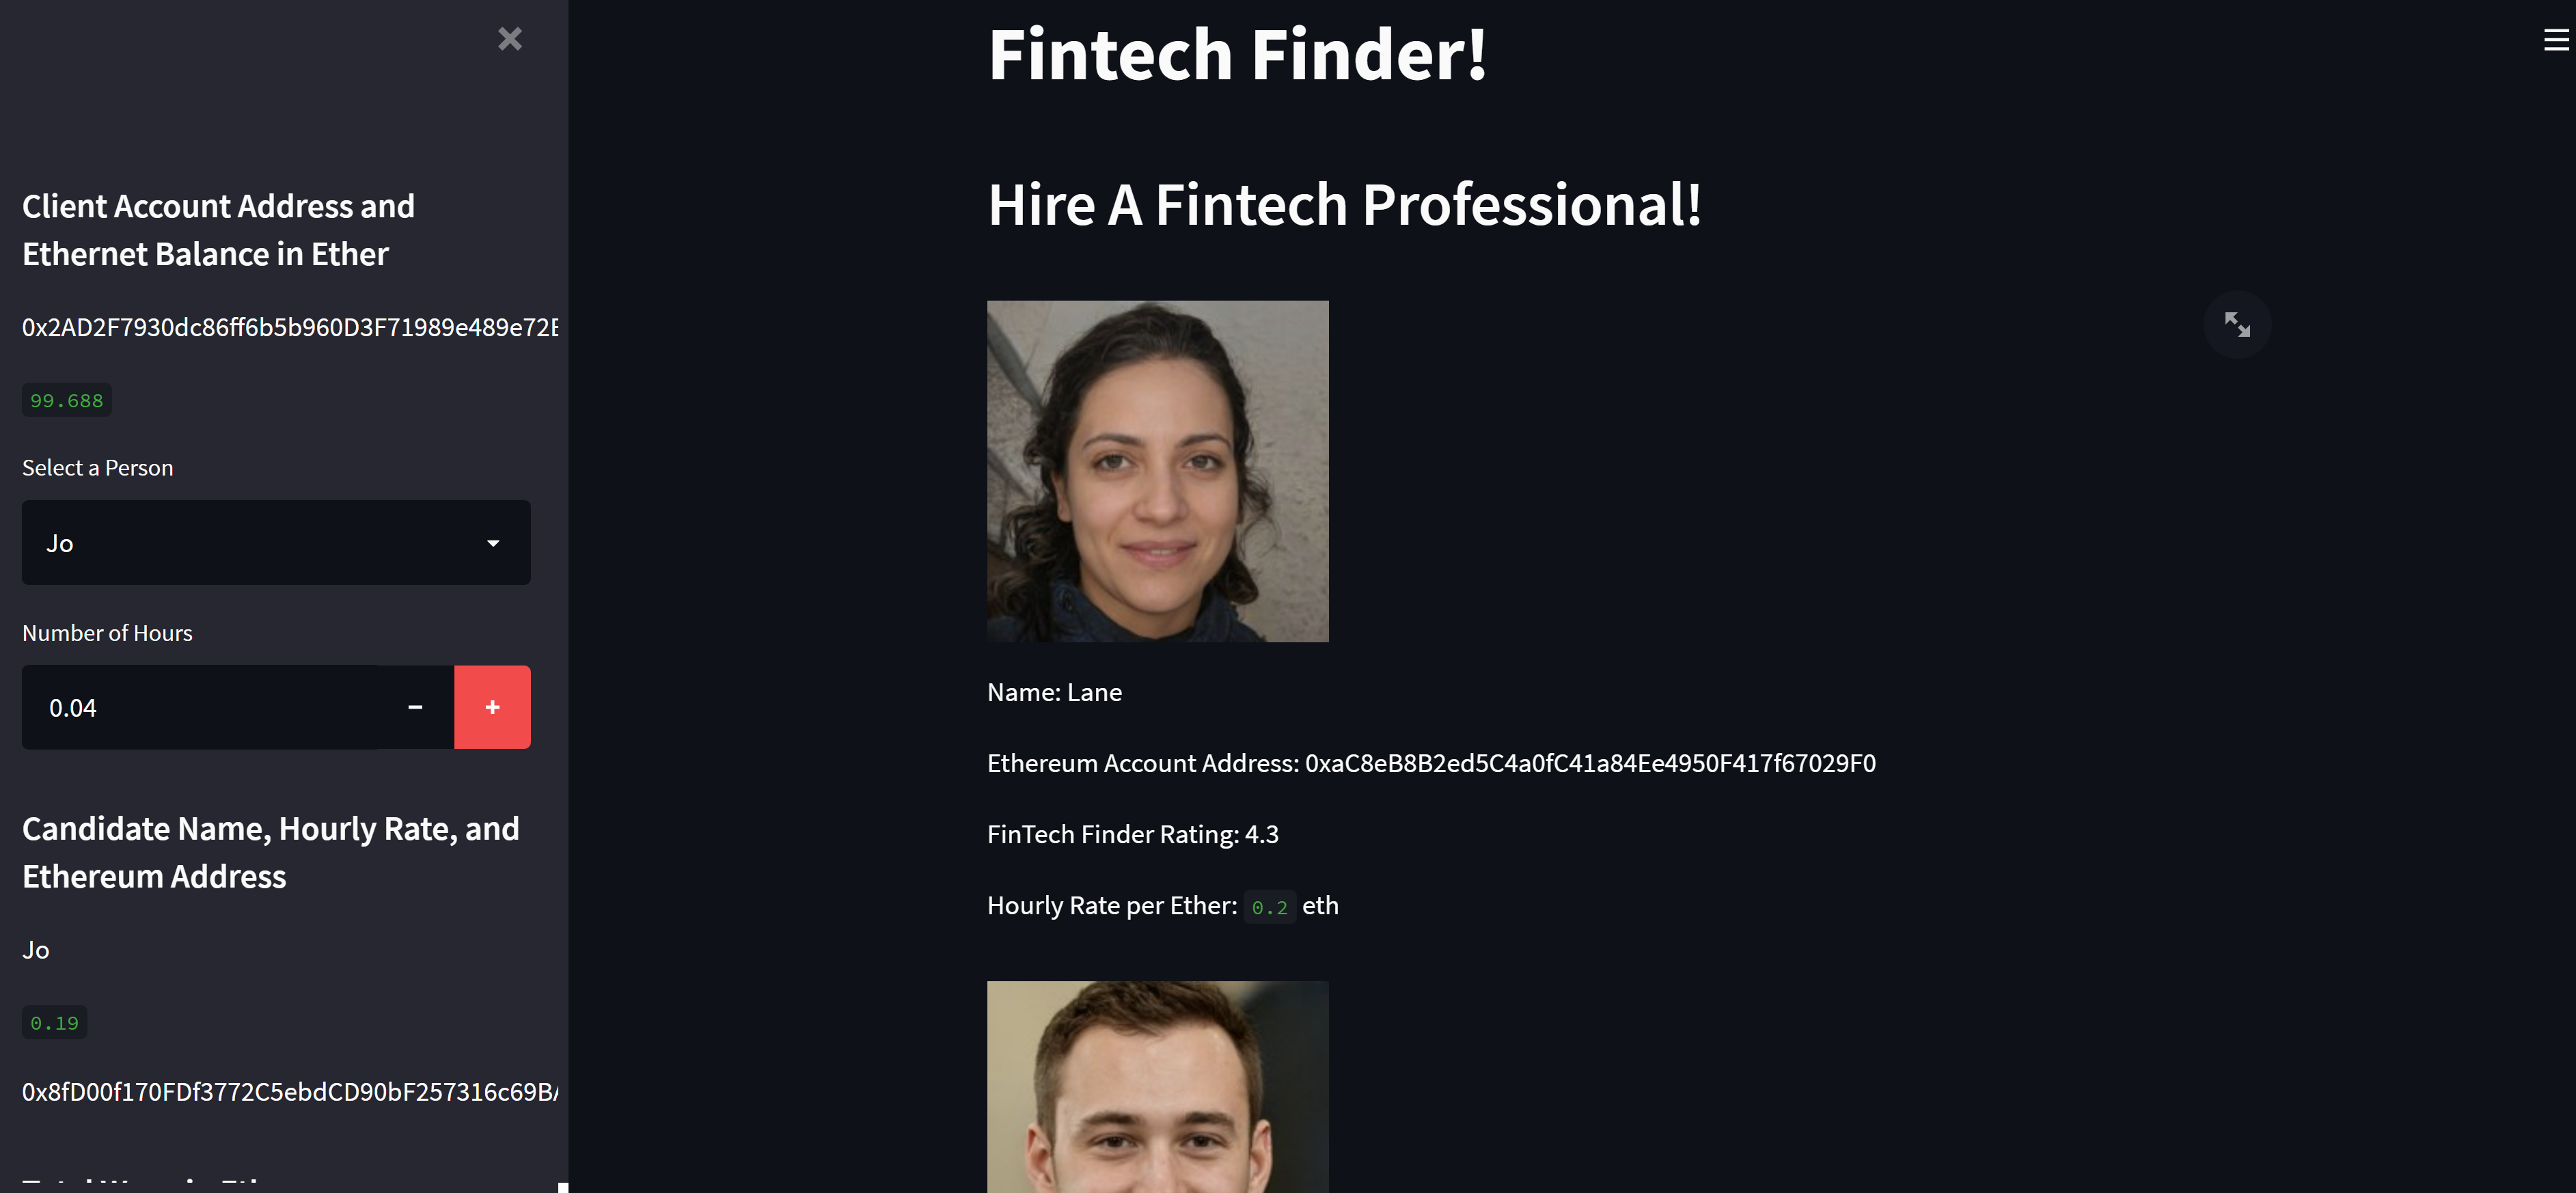 Client Account Address and
Ethernet Balance in Ether
0x2AD2F7930dc86ff6b5b960D3F71989e489e72E
99.688
Select a Person
Jo
Number of Hours
0.04
Candidate Name, Hourly Rate, and
Ethereum Address
Jo
0.19
0x8fD00f170FDf3772C5ebdCD90bF257316c69BA
Fintech Finder!
Hire A Fintech Professional!
Name: Lane
Ethereum Account Address: 0xaC8eB8B2ed5C4a0fC41a84Ee4950F417f67029F0
FinTech Finder Rating: 4.3
Hourly Rate per Ether: 0.2 eth